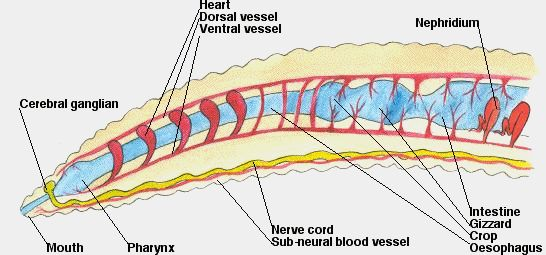 Heart
Dorsal vessel
Ventral vessel
Nephridium
Cerebral ganglian
Nerve cord
Sub-neural blood vessel
Intestine
Gizzard
Crop
Oesophagus
Mouth
Pharynx